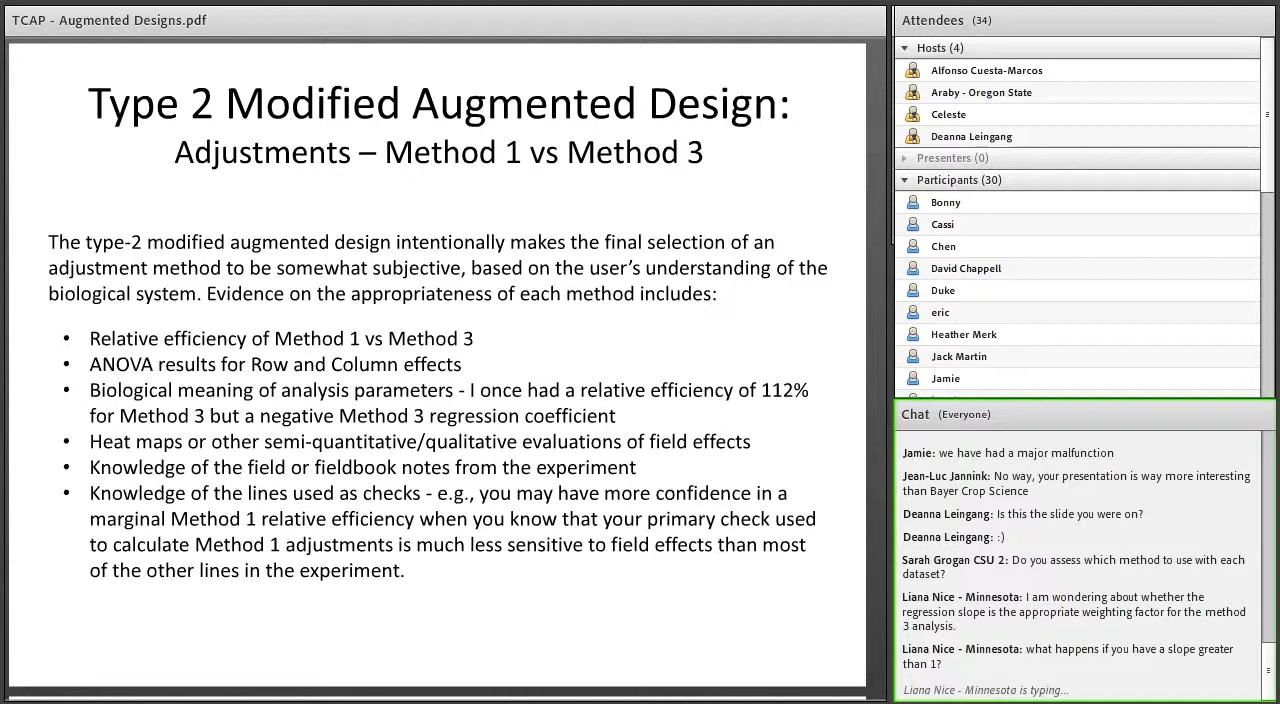 TCAP - Augmented Designs.pdf
Type 2 Modified Augmented Design:
Adjustments – Method 1 vs Method 3
The type-2 modified augmented design intentionally makes the final selection of an
adjustment method to be somewhat subjective, based on the user’s understanding of the
biological system. Evidence on the appropriateness of each method includes:
• Relative efficiency of Method 1 vs Method 3
• ANOVA results for Row and Column effects
• Biological meaning of analysis parameters - I once had a relative efficiency of 112%
for Method 3 but a negative Method 3 regression coefficient
• Heat maps or other semi-quantitative/qualitative evaluations of field effects
• Knowledge of the field or fieldbook notes from the experiment
• Knowledge of the lines used as checks - e.g., you may have more confidence in a
marginal Method 1 relative efficiency when you know that your primary check used
to calculate Method 1 adjustments is much less sensitive to field effects than most
of the other lines in the experiment.
Attendees (34)
Hosts (4)
Alfonso Cuesta-Marcos
Araby - Oregon State
Celeste
Deanna Leingang
Presenters (0)
Participants (30)
Bonny
Cassi
Chen
David Chappell
Duke
eric
Heather Merk
Jack Martin
Jamie
Chat (Everyone)
Jamie: we have had a major malfunction
Jean-Luc Jannink: No way, your presentation is way more interesting
than Bayer Crop Science
Deanna Leingang: Is this the slide you were on?
Deanna Leingang: :)
Sarah Grogan CSU 2: Do you assess which method to use with each
dataset?
Liana Nice - Minnesota: I am wondering about whether the
regression slope is the appropriate weighting factor for the method
3 analysis.
Liana Nice - Minnesota: what happens if you have a slope greater
than 1?
Liana Nice - Minnesota is typing...